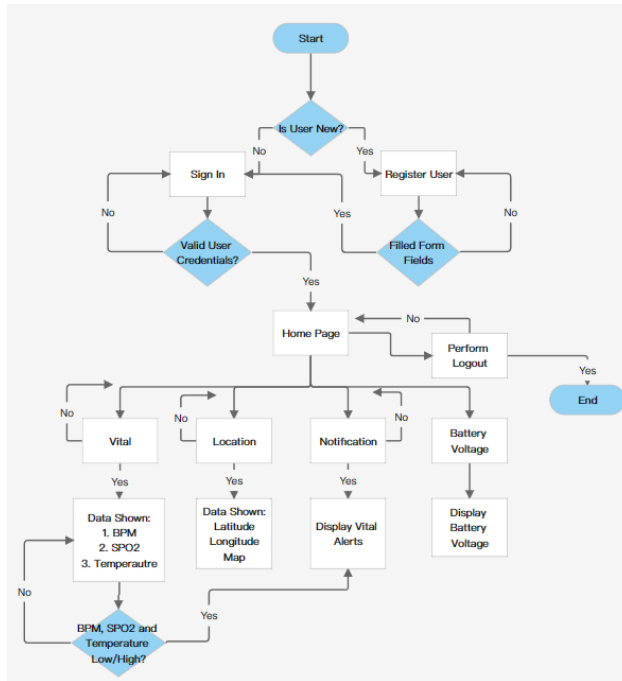 Start
Is User New?
No
Yes
Sign In
Register User
No
Yes
No
Valid User
Credentials?
Filled Form
Fields
Yes
No
Home Page
Perform
Logout
Yes
End
No
No
No
Vital
Location
Notification
Battery
Voltage
Yes
Yes
Yes
Data Shown:
1. BPM
2. SPO2
3. Temperautre
Data Shown:
Latitude
Longitude
Map
Display Vital
Alerts
Display
Battery
Voltage
No
Yes
BPM, SPO2 and
Temperature
Low/High?